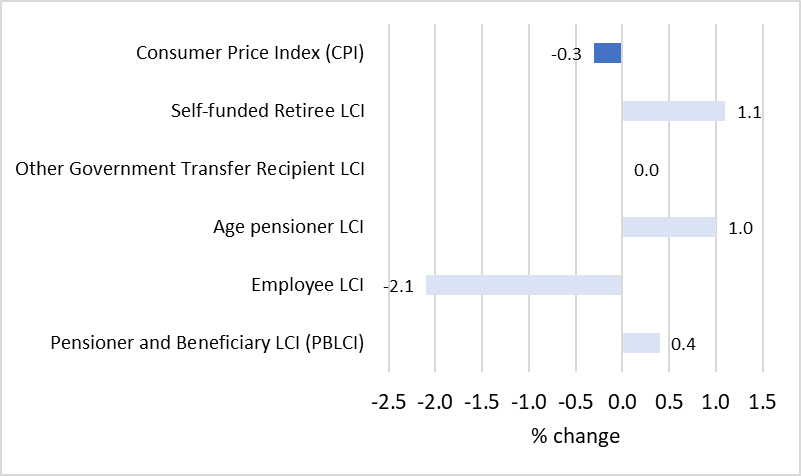 Consumer Price Index (CPI)
-0.3
Self-funded Retiree LCI
1.1
Other Government Transfer Recipient LCI
0.0
Age pensioner LCI
1.0
Employee LCI
-2.1
Pensioner and Beneficiary LCI (PBLCI)
0.4
-2.5 -2.0 -1.5 -1.0 -0.5 0.0 0.5 1.0 1.5
% change